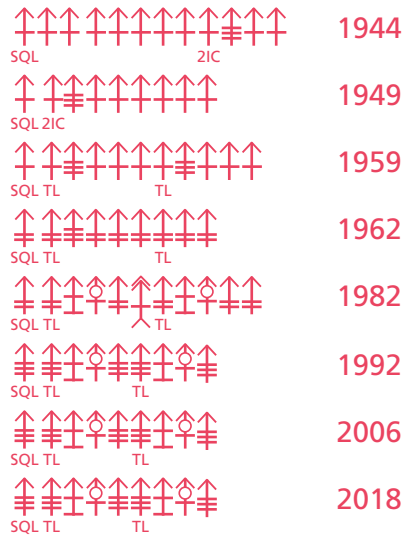 1944
SQL 2IC
1949
SQL 2IC
1959
SQL TL TL
1962
SQL TL TL
1982
SQL TL TL
1992
SQL TL TL
2006
SQL TL TL
2018
SQL TL TL